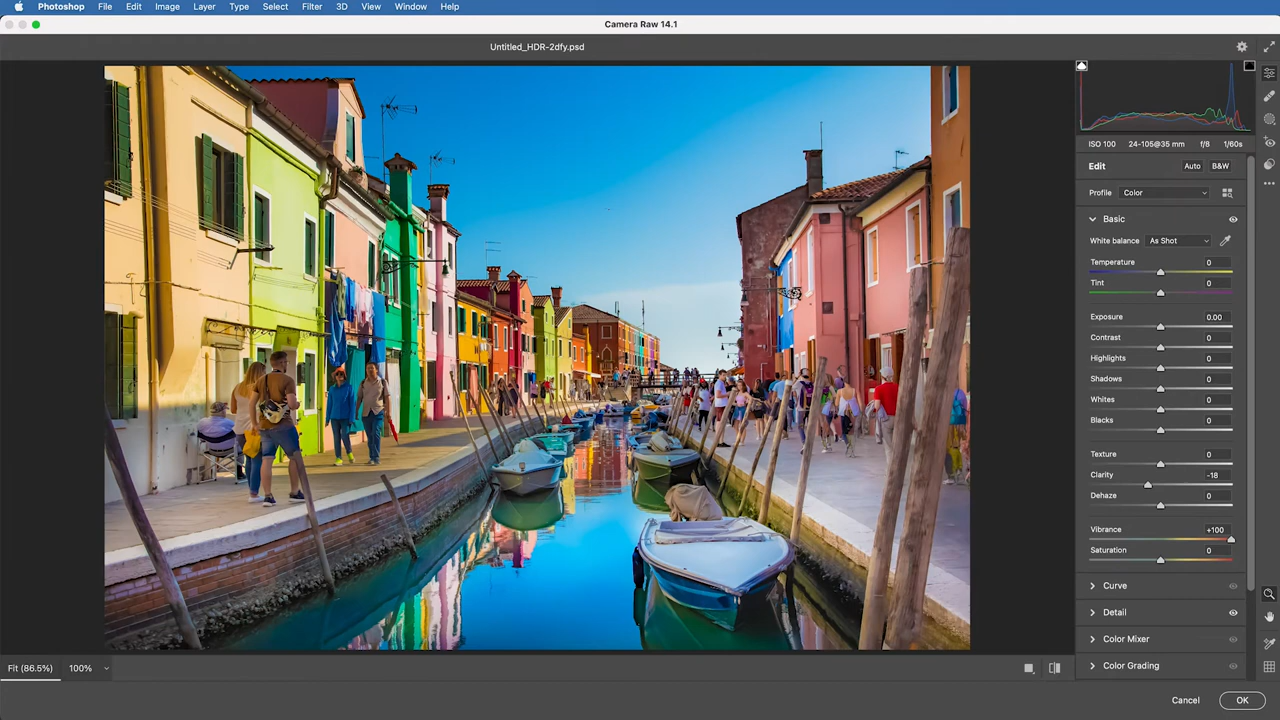 Photoshop File Edit Image Layer Type Select Filter 3D View Window Help
Camera Raw 14.1
Untitled_HDR-2dfy.psd
ISO 100 24-105@35 mm f/8 1/60s
Edit Auto B&W
Profile Color
Basic
White balance As Shot
Temperature 0
Tint 0
Exposure 0.00
Contrast 0
Highlights 0
Shadows 0
Whites 0
Blacks 0
Texture 0
Clarity -18
Dehaze 0
Vibrance +100
Saturation 0
Curve
Detail
Color Mixer
Color Grading
Fit (86.5%) 100%
Cancel OK